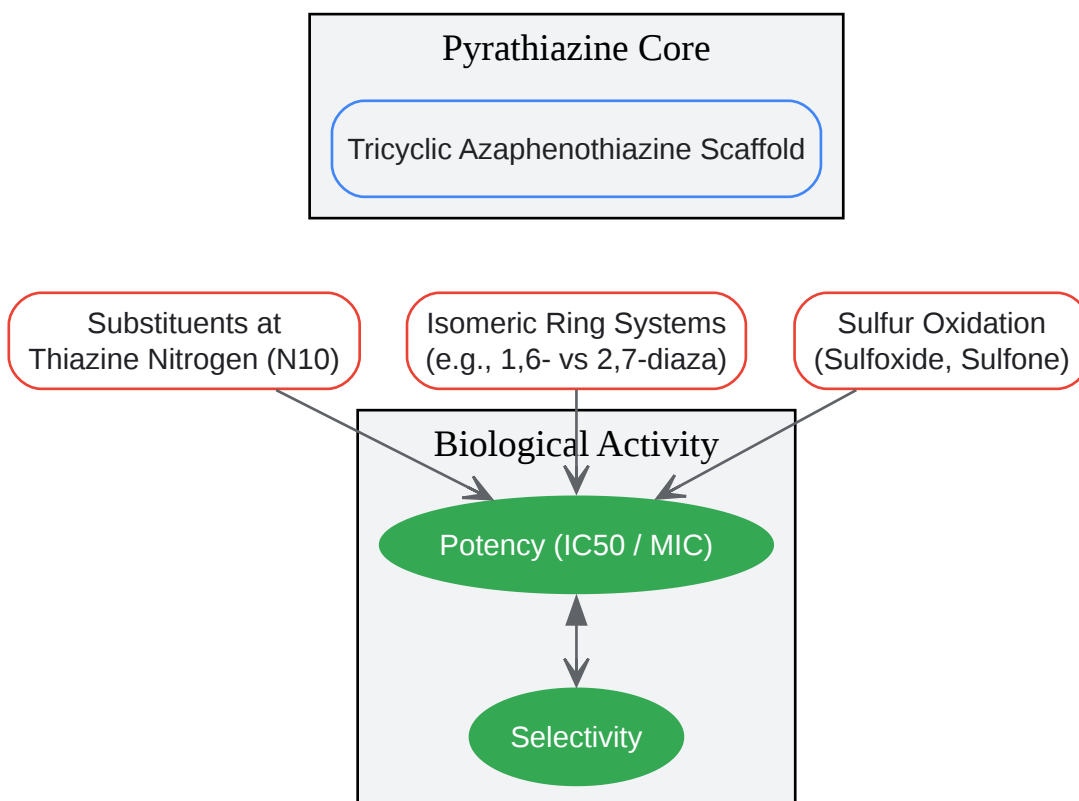 Pyrathiazine Core
Tricyclic Azaphenothiazine Scaffold
Substituents at
Thiazine Nitrogen (N10)
Isomeric Ring Systems
(e.g., 1,6- vs 2,7-diaza)
Sulfur Oxidation
(Sulfoxide, Sulfone)
Biological Activity
Potency (IC50 / MIC)
Selectivity